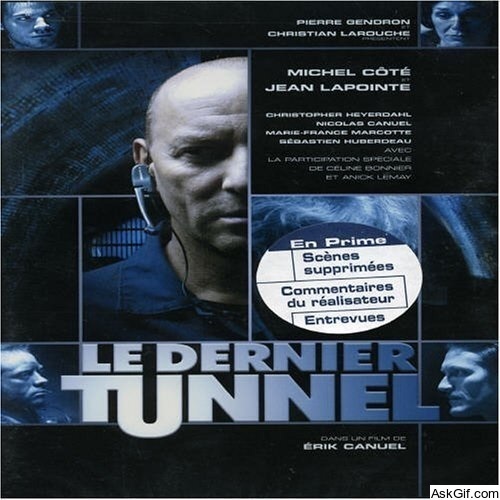 PIERRE GENDRON
ET
CHRISTIAN LAROUCHE
PRÉSENTENT
MICHEL CÔTÉ
ET
JEAN LAPOINTE
CHRISTOPHER HEYERDAHL
NICOLAS CANUEL
MARIE-FRANCE MARCOTTE
SÉBASTIEN HUBERDEAU
AVEC
LA PARTICIPATION SPÉCIALE
DE CÉLINE BONNIER
ET ANICK LEMAY
En Prime
Scènes
supprimées
Commentaires
du réalisateur
Entrevues
LE DERNIER
TUNNEL
DANS UN FILM DE
ÉRIK CANUEL
AskGif.com